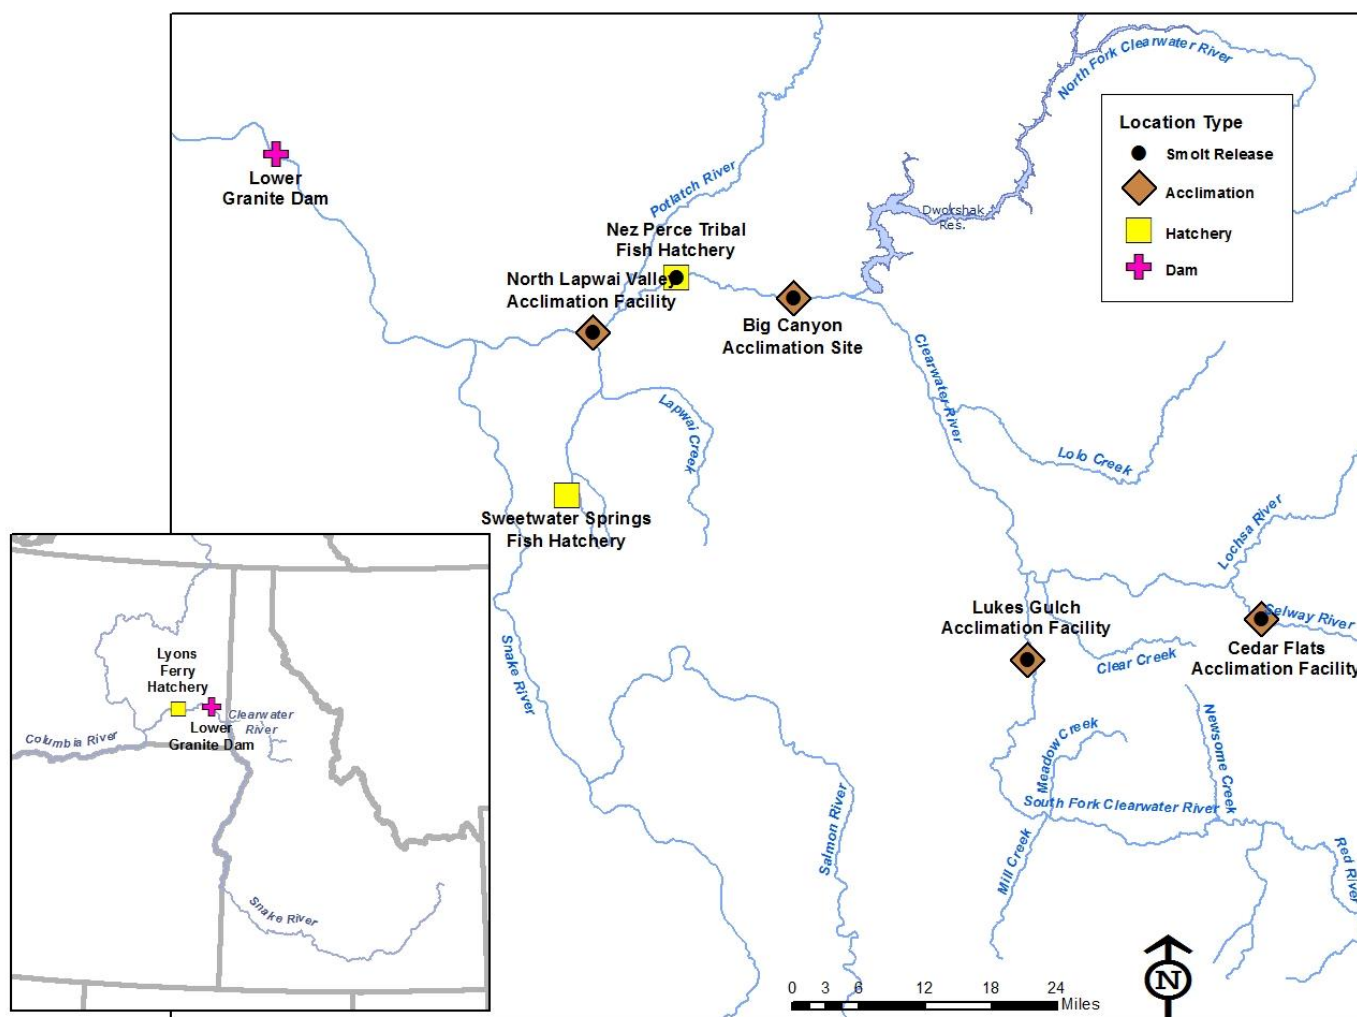 North Fork Clearwater River
Location Type
Smolt Release
Acclimation
Hatchery
Dam
Lower
Granite Dam
Potlatch River
Dworshak
Res.
Nez Perce Tribal
Fish Hatchery
North Lapwai Valley
Acclimation Facility
Big Canyon
Acclimation Site
Clearwater River
Lapwai Creek
Lolo Creek
Sweetwater Springs
Fish Hatchery
Lochsa River
Lukes Gulch
Acclimation Facility
Selway River
Cedar Flats
Acclimation Facility
Clear Creek
Snake River
Newsome Creek
Meadow Creek
South Fork Clearwater River
Salmon River
Mill Creek
Red River
Lyons
Ferry
Hatchery
Clearwater
River
Lower
Granite Dam
Columbia River
Snake River
0 3 6 12 18 24
Miles
N